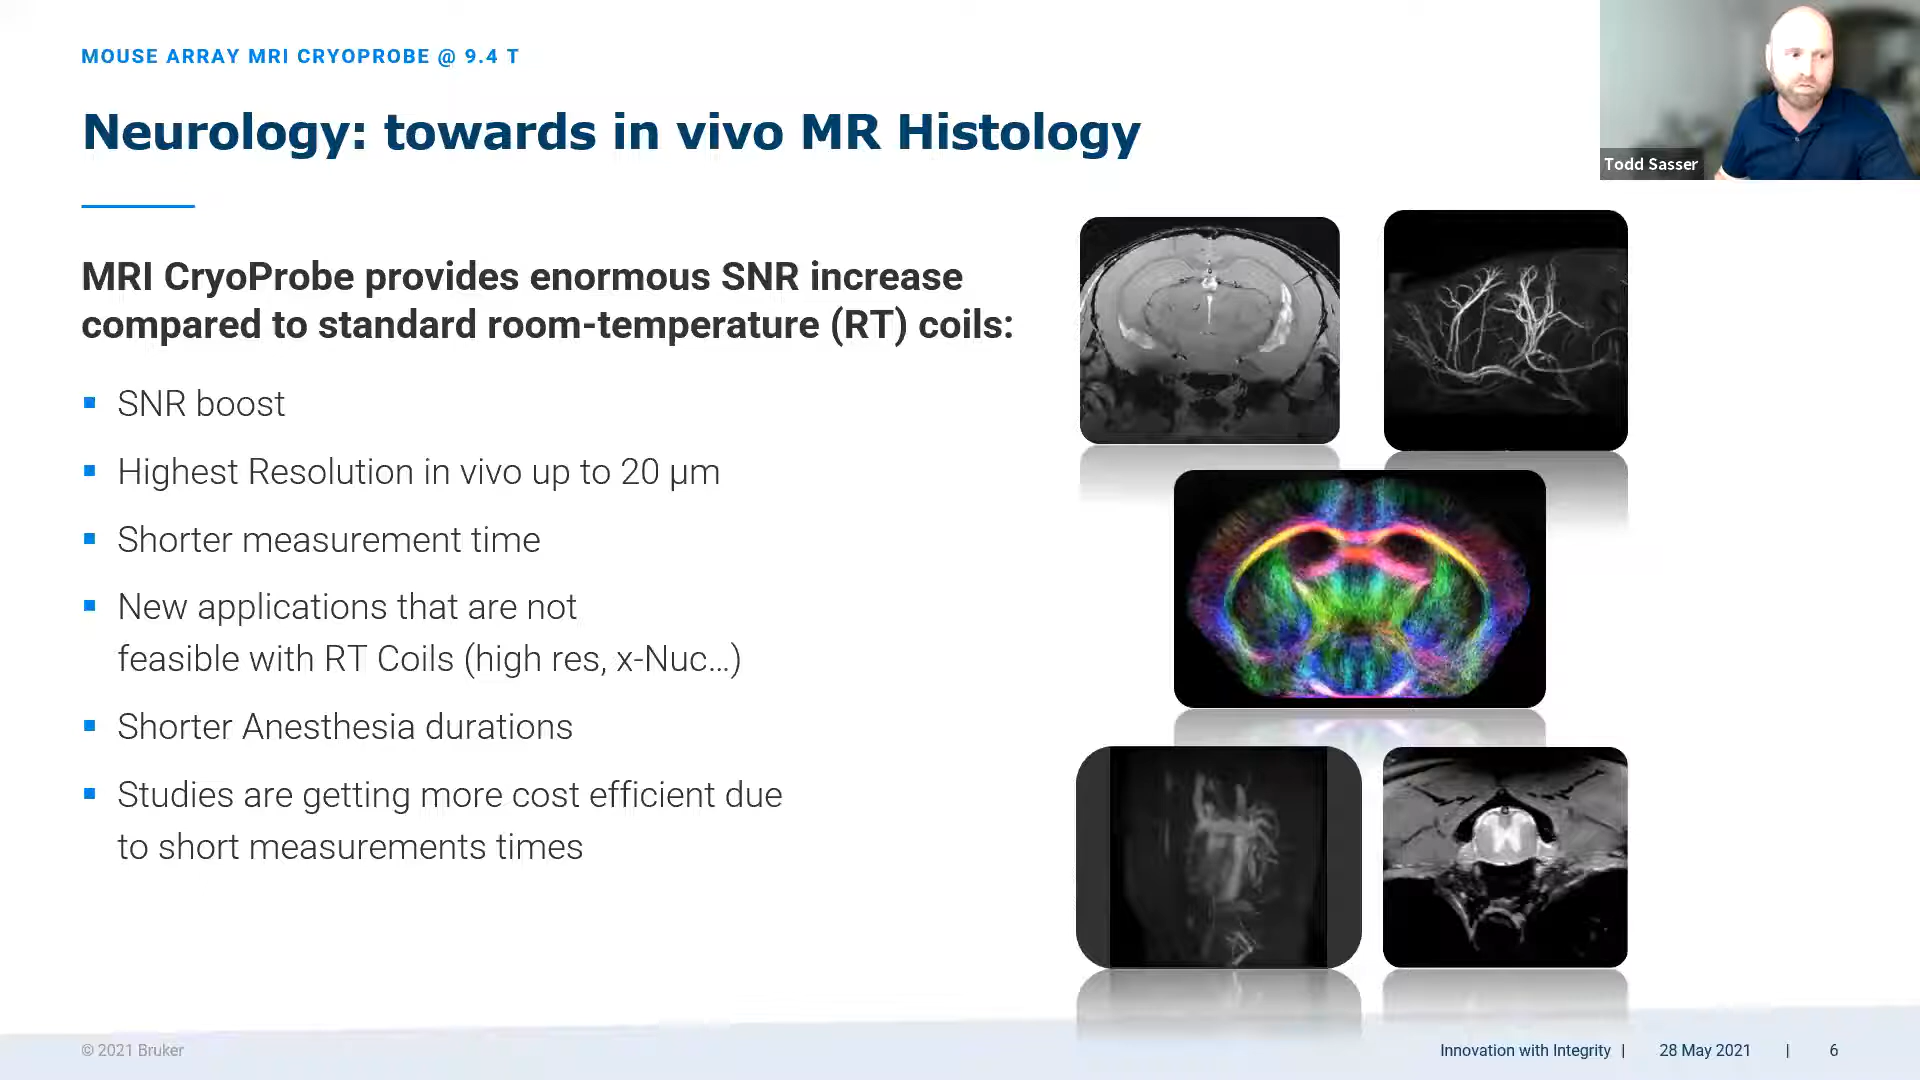 MOUSE ARRAY MRI CRYOPROBE @ 9.4 T
Neurology: towards in vivo MR Histology
Todd Sasser
MRI CryoProbe provides enormous SNR increase
compared to standard room-temperature (RT) coils:
SNR boost
Highest Resolution in vivo up to 20 µm
Shorter measurement time
New applications that are not
feasible with RT Coils (high res, x-Nuc...)
Shorter Anesthesia durations
Studies are getting more cost efficient due
to short measurements times
© 2021 Bruker
Innovation with Integrity | 28 May 2021 | 6